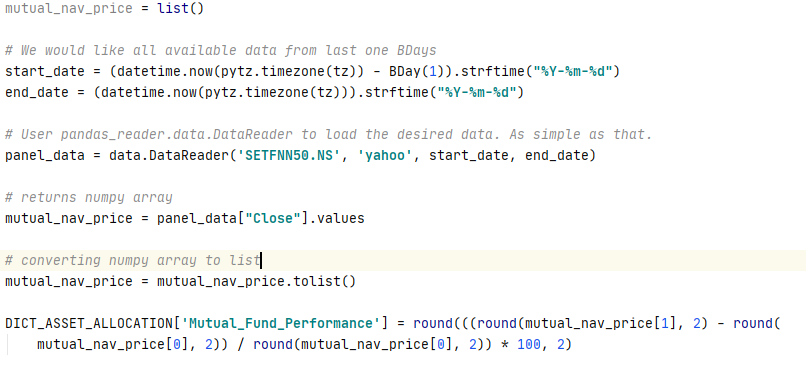 mutual_nav_price = list()
# We would like all available data from last one BDays
start_date = (datetime.now(pytz.timezone(tz)) - BDay(1)).strftime("%Y-%m-%d")
end_date = (datetime.now(pytz.timezone(tz))).strftime("%Y-%m-%d")
# User pandas_reader.data.DataReader to load the desired data. As simple as that.
panel_data = data.DataReader('SETFNN50.NS', 'yahoo', start_date, end_date)
# returns numpy array
mutual_nav_price = panel_data["Close"].values
# converting numpy array to list
mutual_nav_price = mutual_nav_price.tolist()
DICT_ASSET_ALLOCATION['Mutual_Fund_Performance'] = round(((round(mutual_nav_price[1], 2) - round(
mutual_nav_price[0], 2)) / round(mutual_nav_price[0], 2)) * 100, 2)